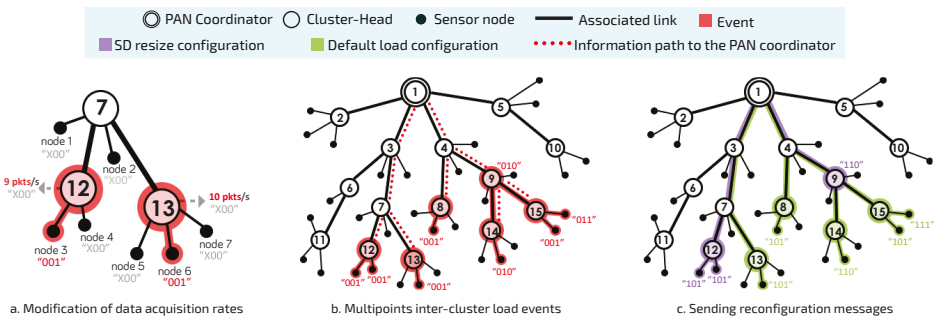 PAN Coordinator
Cluster-Head
Sensor node
Associated link
Event
SD resize configuration
Default load configuration
Information path to the PAN coordinator
7
node 1
"X00"
node 2
"X00"
9 pkts/s
"X00"
12
13
10 pkts/s
"X00"
node 3
"001"
node 4
"X00"
node 5
"X00"
node 6
"001"
node 7
"X00"
a. Modification of data acquisition rates
1
2
5
3
4
10
"010"
9
6
7
8
15
"011"
"001"
"001"
14
11
12
13
"010"
"001"
"001"
"001"
b. Multipoints inter-cluster load events
1
2
5
3
4
10
"110"
9
6
7
8
15
"111"
"101"
"101"
14
11
12
13
"110"
"101"
"101"
"101"
c. Sending reconfiguration messages